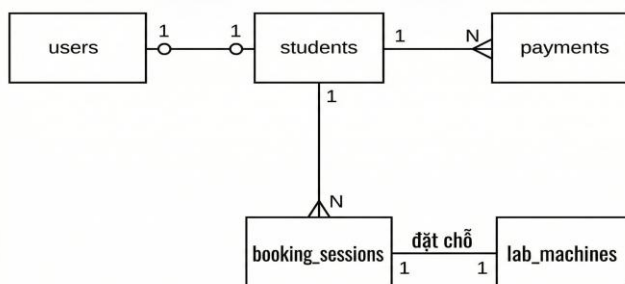 users
1
1
students
1
N
payments
1
N
booking_sessions
đặt chỗ
1
1
lab_machines